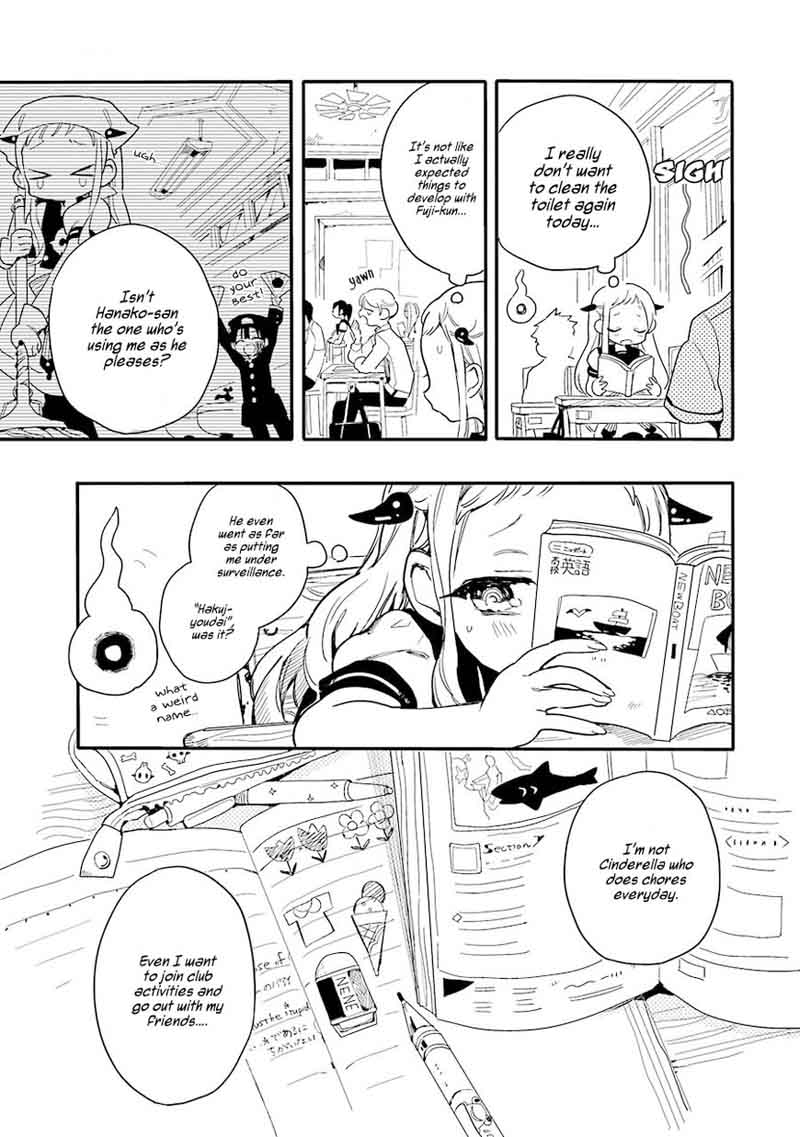 I really
don't want
to clean the
toilet again
today...
SIGH
It's not like
I actually
expected
things to
develop with
Fuji-kun...
yawn
UGH
do
your
best!
Isn't
Hanako-san
the one who's
using me as he
pleases?
He even
went as far
as putting
me under
surveillance.
"Hakuj-
youdai",
was it?
what
a weird
name...
英語
NEW BOAT
NEW
BO
I'm not
Cinderella who
does chores
everyday.
Section
Even I want
to join club
activities and
go out with my
friends....
NENE